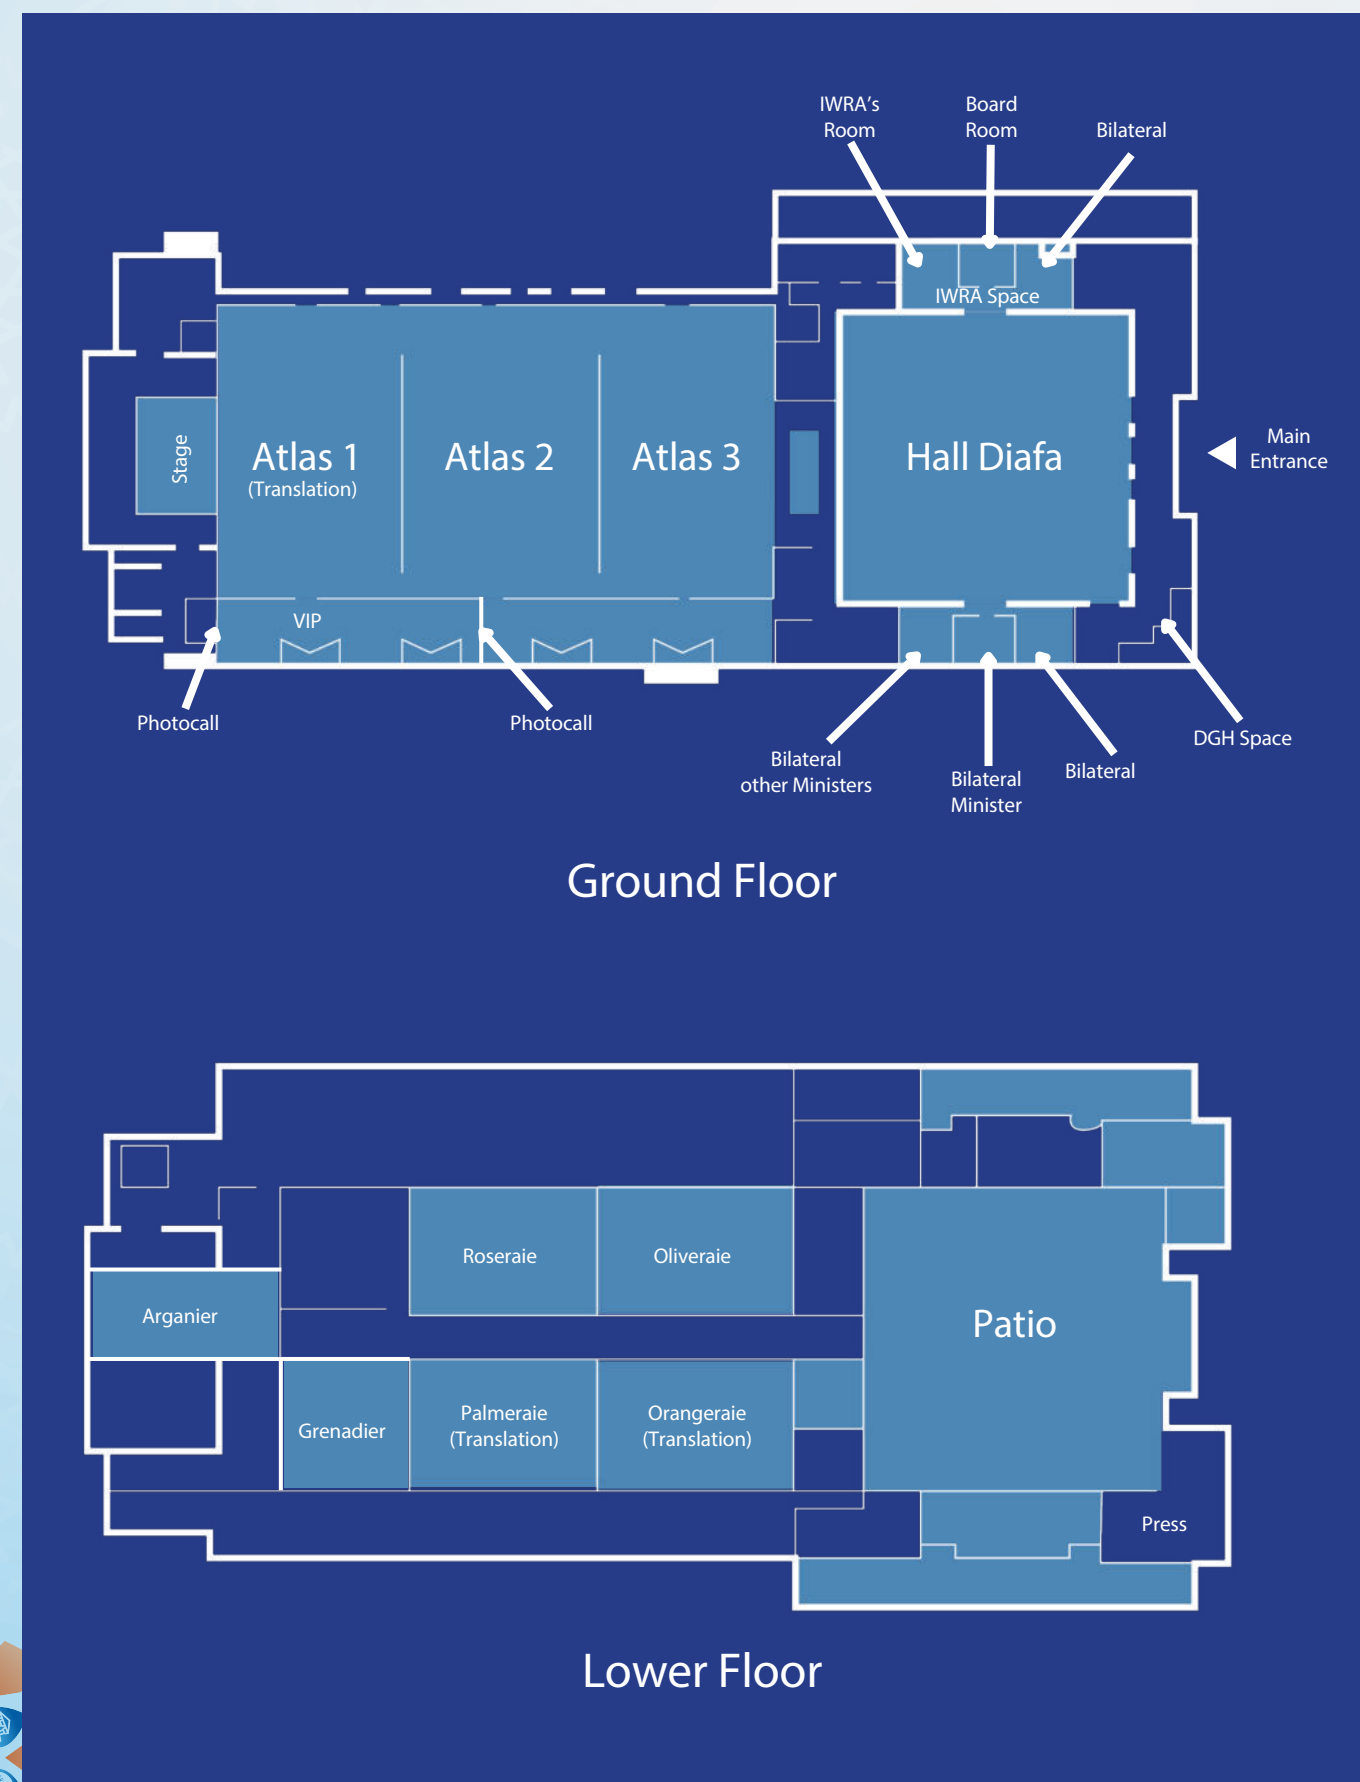 IWRA's
Room
Board
Room
Bilateral
IWRA Space
Stage
Atlas 1
(Translation)
Atlas 2
Atlas 3
Hall Diafa
Main
Entrance
VIP
Photocall
Photocall
Bilateral
other Ministers
Bilateral
Minister
Bilateral
DGH Space
Ground Floor
Roseraie
Oliveraie
Arganier
Patio
Grenadier
Palmeraie
(Translation)
Orangeraie
(Translation)
Press
Lower Floor